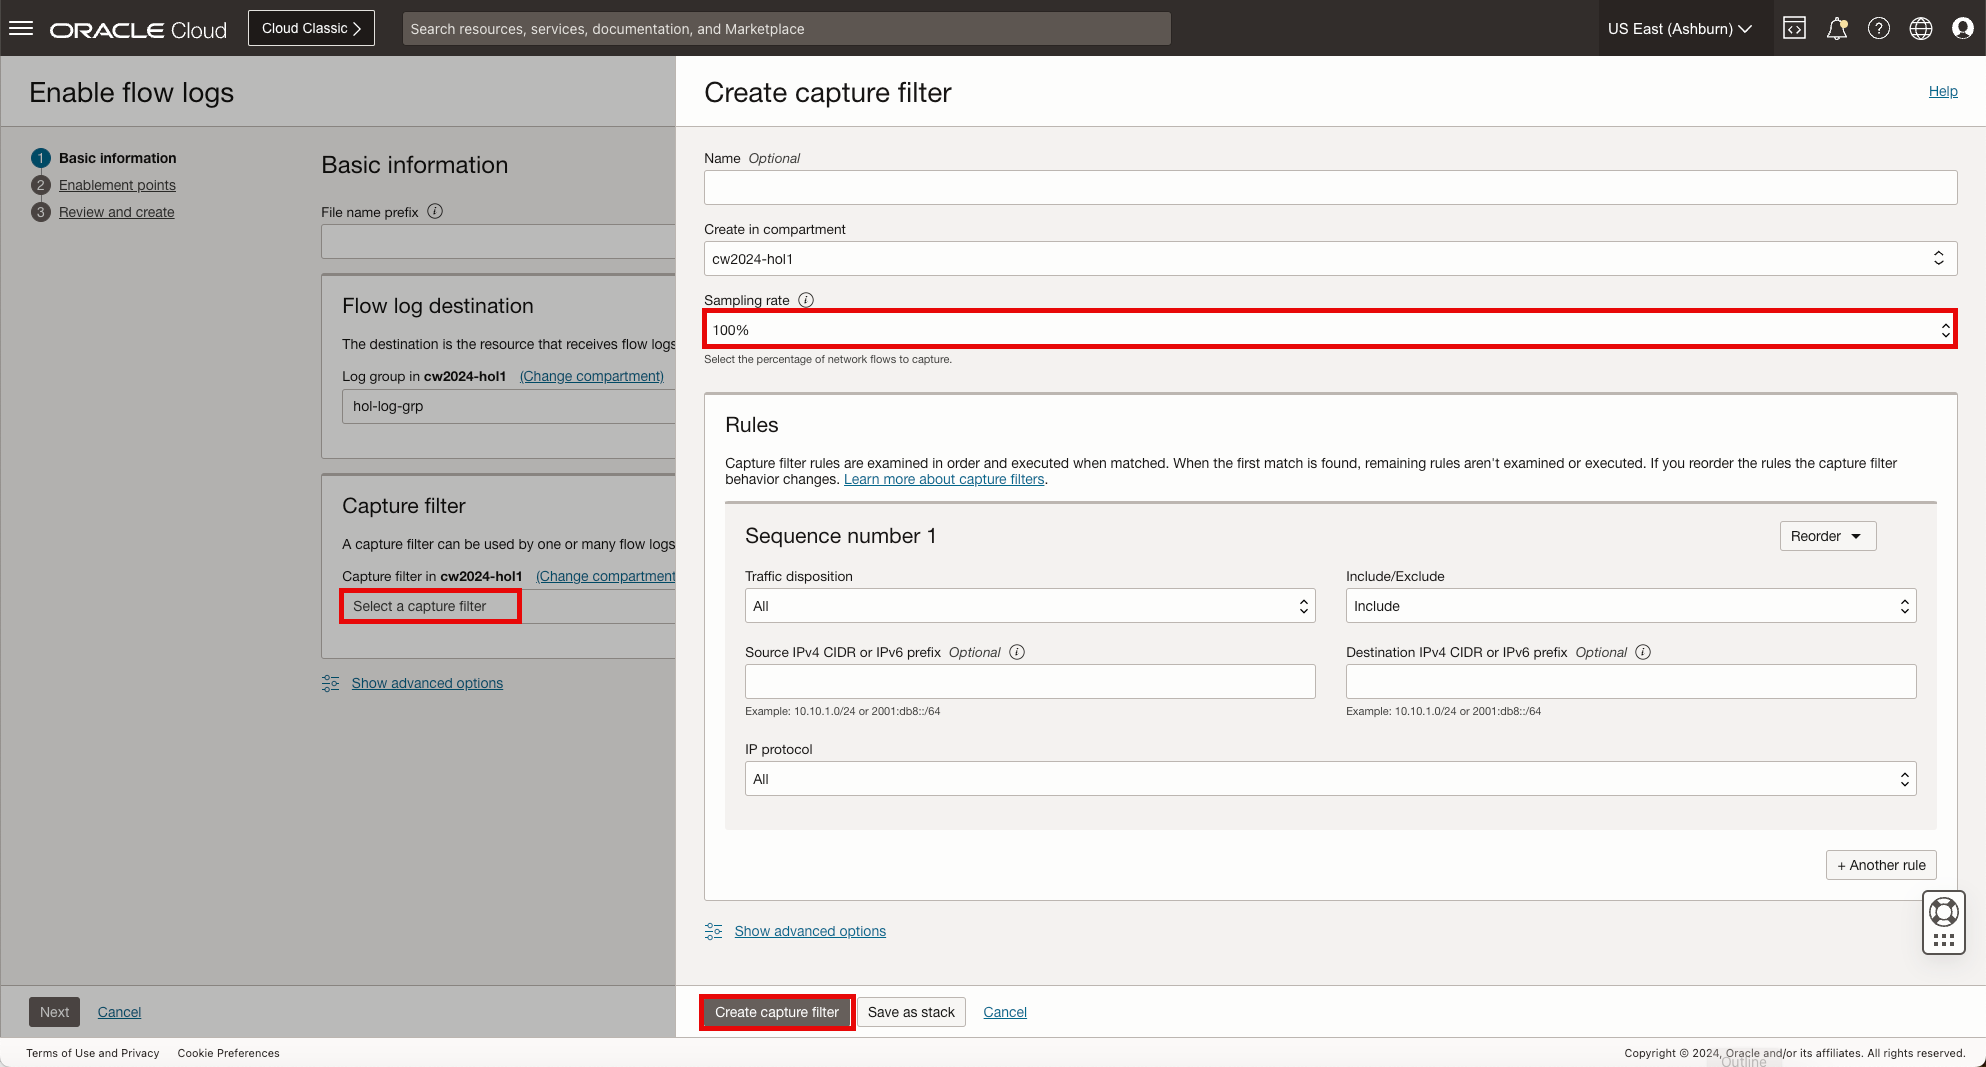 ORACLE Cloud
Cloud Classic
Search resources, services, documentation, and Marketplace
US East (Ashburn)
Enable flow logs
1 Basic information
2 Enablement points
3 Review and create
Basic information
File name prefix
Flow log destination
The destination is the resource that receives flow logs
Log group in cw2024-hol1 (Change compartment)
hol-log-grp
Capture filter
A capture filter can be used by one or many flow logs
Capture filter in cw2024-hol1 (Change compartment
Select a capture filter
Show advanced options
Next
Cancel
Create capture filter
Help
Name Optional
Create in compartment
cw2024-hol1
Sampling rate
100%
Select the percentage of network flows to capture.
Rules
Capture filter rules are examined in order and executed when matched. When the first match is found, remaining rules aren't examined or executed. If you reorder the rules the capture filter
behavior changes. Learn more about capture filters.
Sequence number 1
Reorder
Traffic disposition
All
Include/Exclude
Include
Source IPv4 CIDR or IPv6 prefix Optional
Example: 10.10.1.0/24 or 2001:db8::/64
Destination IPv4 CIDR or IPv6 prefix Optional
Example: 10.10.1.0/24 or 2001:db8::/64
IP protocol
All
+ Another rule
Show advanced options
Create capture filter
Save as stack
Cancel
Terms of Use and Privacy
Cookie Preferences
Copyright © 2024, Oracle and/or its affiliates. All rights reserved.
Outline